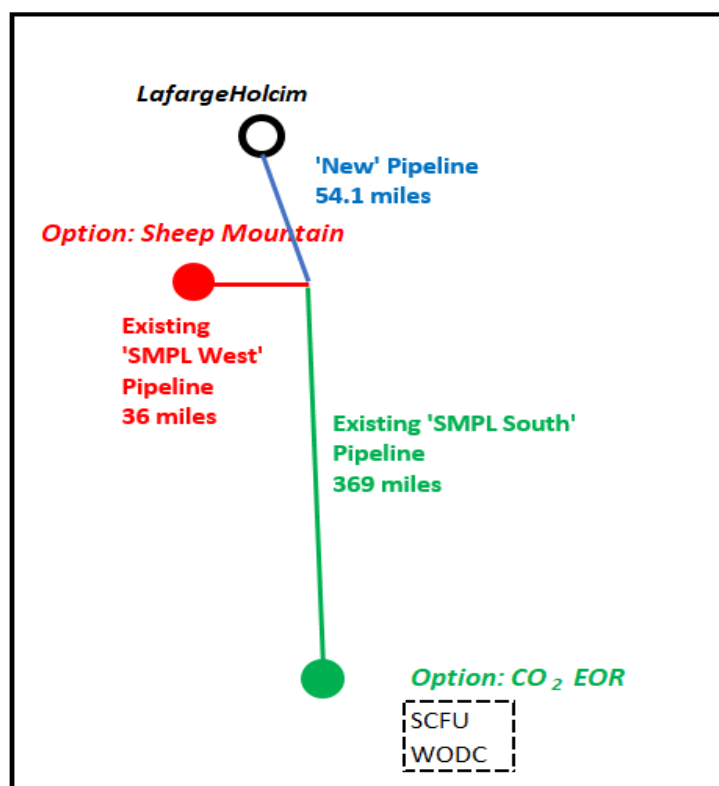 LafargeHolcim
'New' Pipeline
54.1 miles
Option: Sheep Mountain
Existing
'SMPL West'
Pipeline
36 miles
Existing 'SMPL South'
Pipeline
369 miles
Option: CO₂ EOR
SCFU
WODC